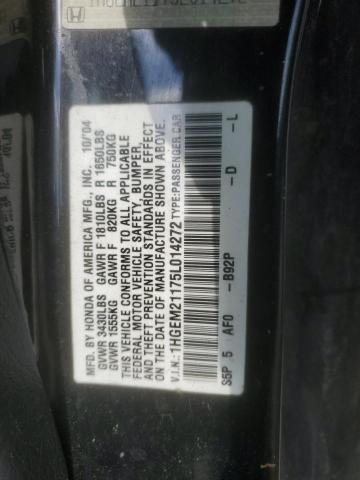 MFD. BY HONDA OF AMERICA MFG., INC. 10/04
GVWR 3430LBS GAWR F 1810LBS R 1650LBS
GVWR 1555KG GAWR F 820KG R 750KG
THIS VEHICLE CONFORMS TO ALL APPLICABLE
FEDERAL MOTOR VEHICLE SAFETY, BUMPER,
AND THEFT PREVENTION STANDARDS IN EFFECT
ON THE DATE OF MANUFACTURE SHOWN ABOVE.
V.I.N.: 1HGEM21175L014272 TYPE: PASSENGER CAR
S5P 5 AF0 -B92P -D -L